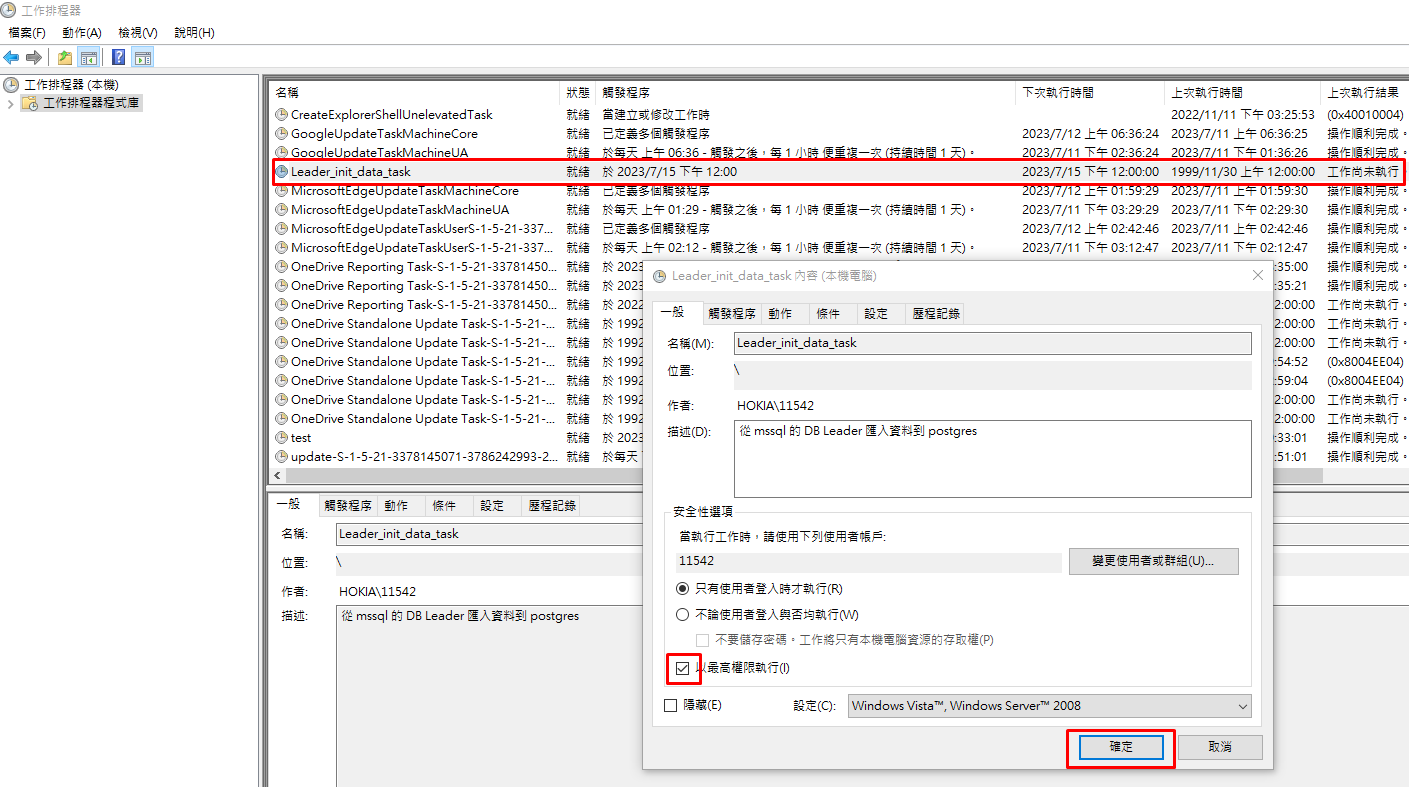 工作排程器
檔案(F) 動作(A) 檢視(V) 說明(H)
工作排程器 (本機)
工作排程器程式庫
名稱 狀態 觸發程序 下次執行時間 上次執行時間 上次執行結果
CreateExplorerShellUnelevatedTask 就緒 當建立或修改工作時 2022/11/11 下午 03:25:53 (0x40010004)
GoogleUpdateTaskMachineCore 就緒 已定義多個觸發程序 2023/7/12 上午 06:36:24 2023/7/11 上午 06:36:25 操作順利完成。
GoogleUpdateTaskMachineUA 就緒 於每天 上午 06:36 - 觸發之後，每 1 小時 便重複一次 (持續時間 1 天)。 2023/7/11 下午 02:36:24 2023/7/11 下午 01:36:26 操作順利完成。
Leader_init_data_task 就緒 於 2023/7/15 下午 12:00 2023/7/15 下午 12:00:00 1999/11/30 上午 12:00:00 工作尚未執行
MicrosoftEdgeUpdateTaskMachineCore 就緒 已定義多個觸發程序 2023/7/12 上午 01:59:29 2023/7/11 上午 01:59:30 操作順利完成。
MicrosoftEdgeUpdateTaskMachineUA 就緒 於每天 上午 01:29 - 觸發之後，每 1 小時 便重複一次 (持續時間 1 天)。 2023/7/11 下午 03:29:29 2023/7/11 下午 02:29:30 操作順利完成。
MicrosoftEdgeUpdateTaskUserS-1-5-21-337... 就緒 已定義多個觸發程序 2023/7/12 上午 02:42:46 2023/7/11 上午 02:42:46 操作順利完成。
MicrosoftEdgeUpdateTaskUserS-1-5-21-337... 就緒 於每天 上午 02:12 - 觸發之後，每 1 小時 便重複一次 (持續時間 1 天)。 2023/7/11 下午 03:12:47 2023/7/11 下午 02:12:47 操作順利完成。
OneDrive Reporting Task-S-1-5-21-33781450... 就緒 於 2023 :35:00 操作順利完成。
OneDrive Reporting Task-S-1-5-21-33781450... 就緒 於 2023 :35:21 操作順利完成。
OneDrive Reporting Task-S-1-5-21-33781450... 就緒 於 2022 2:00:00 工作尚未執行。
OneDrive Standalone Update Task-S-1-5-21-... 就緒 於 1992 2:00:00 工作尚未執行。
OneDrive Standalone Update Task-S-1-5-21-... 就緒 於 1992 2:00:00 工作尚未執行。
OneDrive Standalone Update Task-S-1-5-21-... 就緒 於 1992 :54:52 (0x8004EE04)
OneDrive Standalone Update Task-S-1-5-21-... 就緒 於 1992 :59:04 (0x8004EE04)
OneDrive Standalone Update Task-S-1-5-21-... 就緒 於 1992 2:00:00 工作尚未執行。
OneDrive Standalone Update Task-S-1-5-21-... 就緒 於 1992 2:00:00 工作尚未執行。
test 就緒 於 2023 :33:01 操作順利完成。
update-S-1-5-21-3378145071-3786242993-2... 就緒 於每天 :51:01 操作順利完成。
一般 觸發程序 動作 條件 設定 歷程記錄
名稱: Leader_init_data_task
位置: \
作者: HOKIA\11542
描述: 從 mssql 的 DB Leader 匯入資料到 postgres
Leader_init_data_task 內容 (本機電腦)
一般 觸發程序 動作 條件 設定 歷程記錄
名稱(M): Leader_init_data_task
位置: \
作者: HOKIA\11542
描述(D): 從 mssql 的 DB Leader 匯入資料到 postgres
安全性選項
當執行工作時，請使用下列使用者帳戶:
11542 變更使用者或群組(U)...
只有使用者登入時才執行(R)
不論使用者登入與否均執行(W)
不要儲存密碼。工作將只有本機電腦資源的存取權(P)
以最高權限執行(I)
隱藏(E) 設定(C): Windows Vista™, Windows Server™ 2008
確定 取消